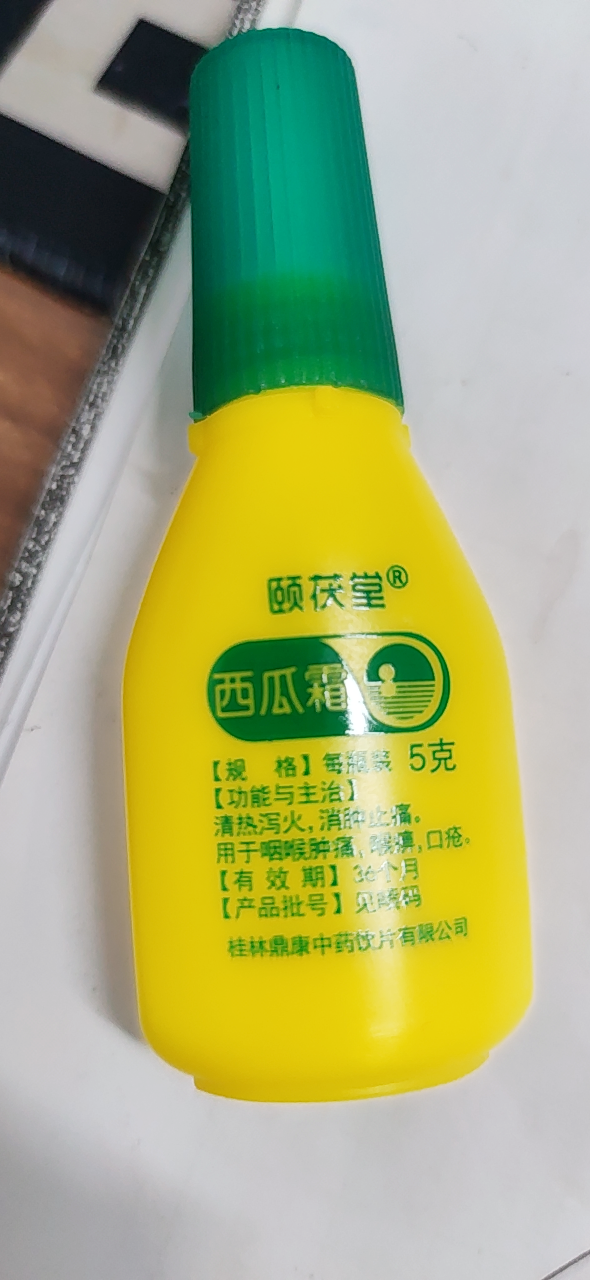 颐茯堂®
西瓜霜
【规 格】每瓶装 5克
【功能与主治】
清热泻火,消肿止痛。
用于咽喉肿痛,喉痹,口疮。
【有 效 期】36个月
【产品批号】见喷码
桂林鼎康中药饮片有限公司